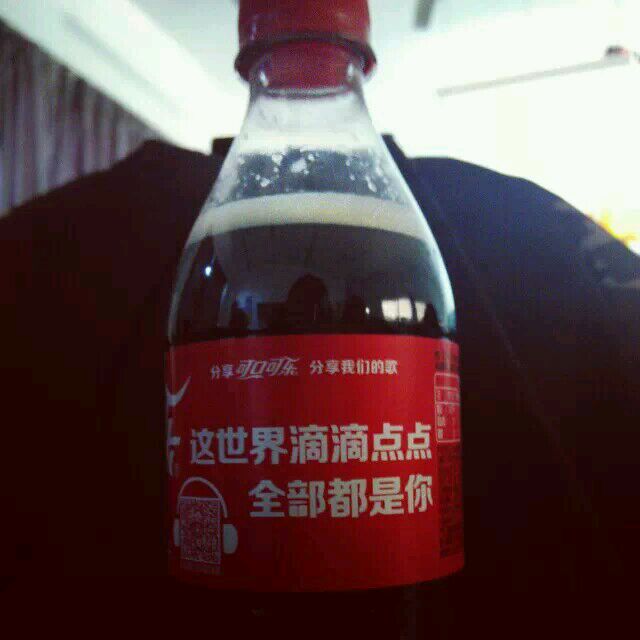 分享可口可乐 分享我们的歌
这世界滴滴点点
全部都是你